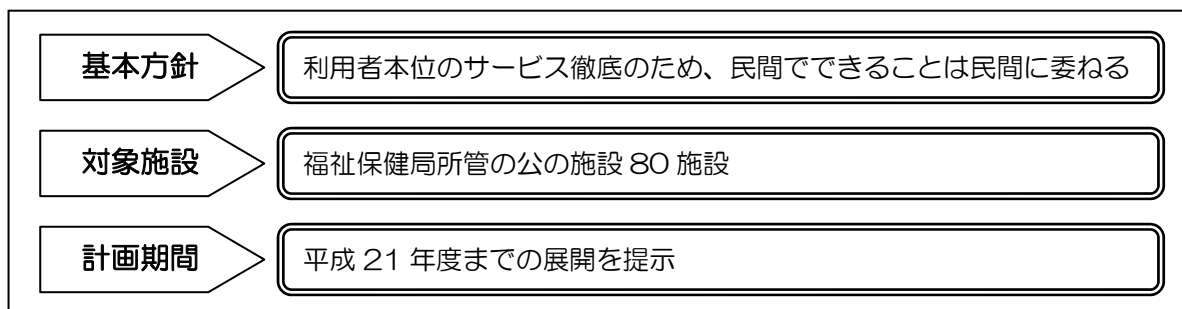 基本方針
利用者本位のサービス徹底のため、民間でできることは民間に委ねる
対象施設
福祉保健局所管の公の施設 80 施設
計画期間
平成 21 年度までの展開を提示